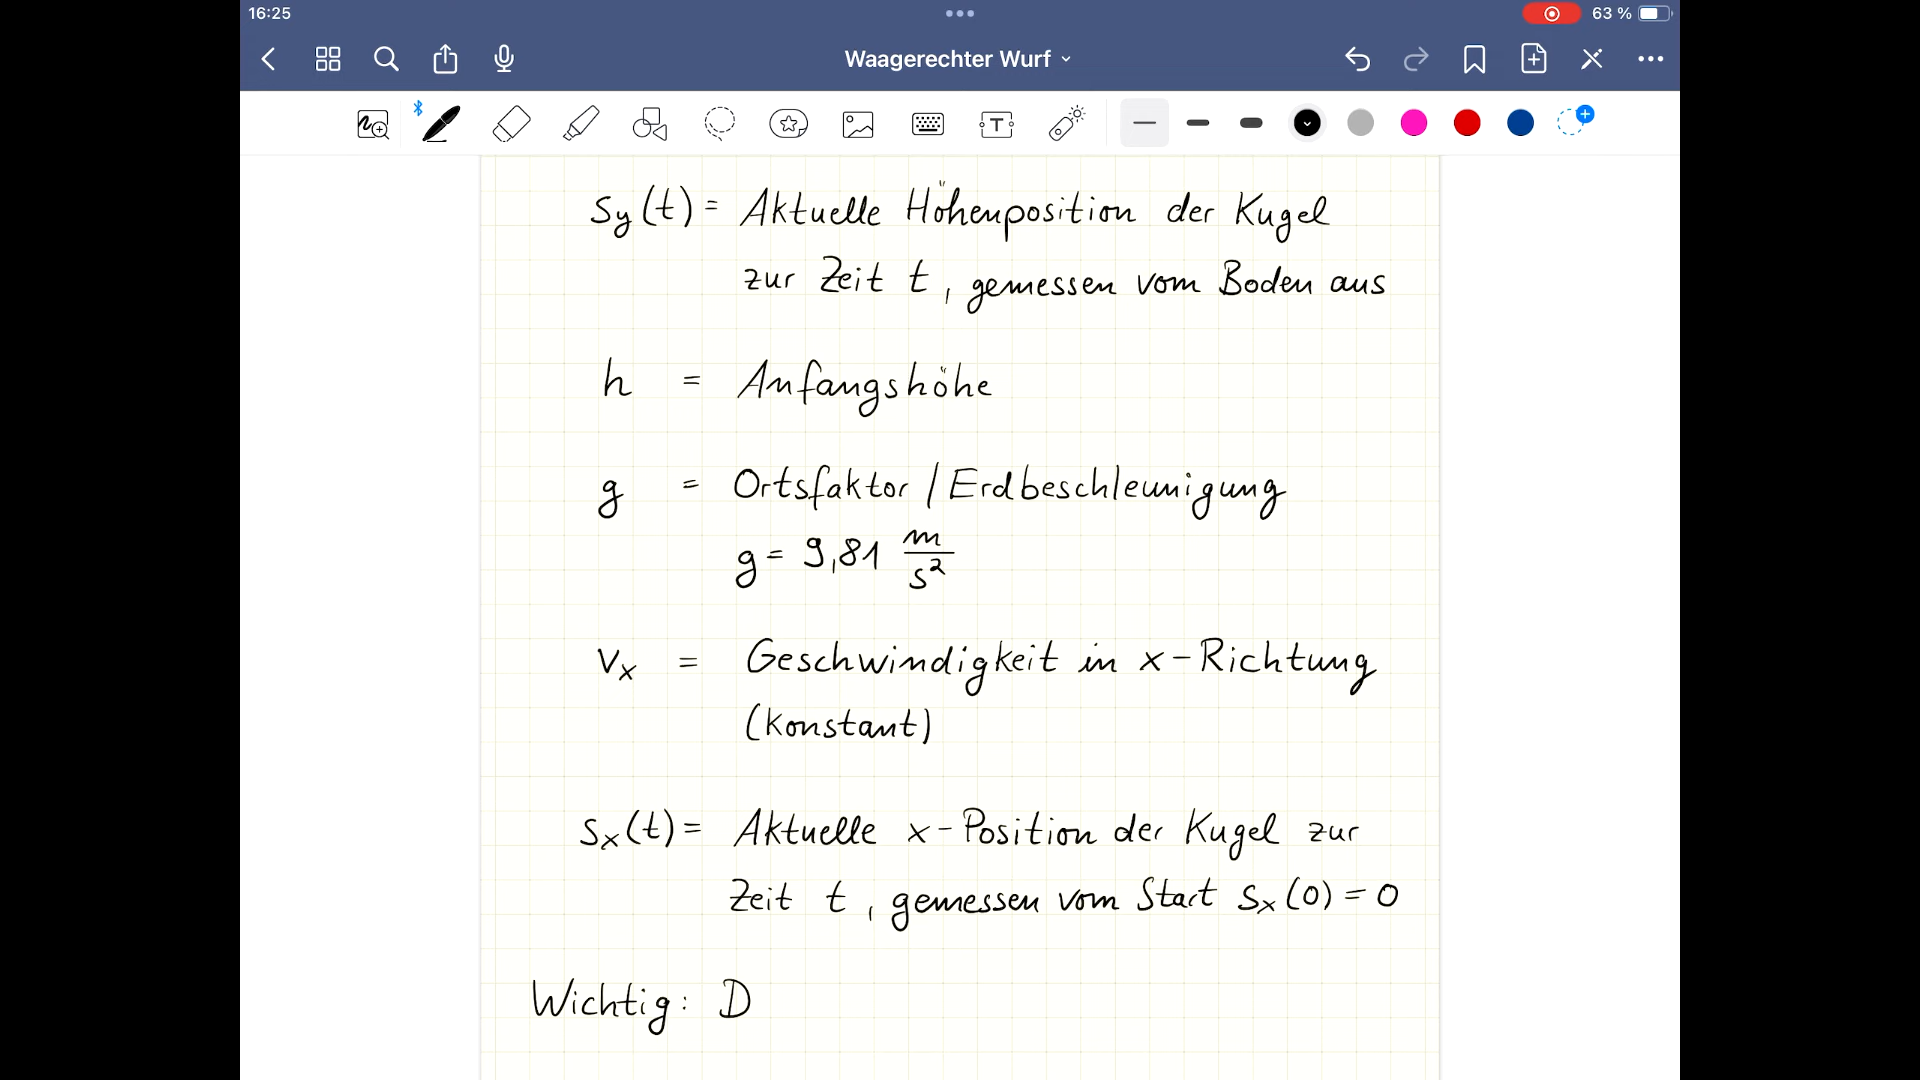 16:25
63 %
Waagerechter Wurf
sy(t) = Aktuelle Höhenposition der Kugel
zur Zeit t, gemessen vom Boden aus
h = Anfangshöhe
g = Ortsfaktor / Erdbeschleunigung
g = 9,81 m/s²
vx = Geschwindigkeit in x-Richtung
(konstant)
sx(t) = Aktuelle x-Position der Kugel zur
Zeit t, gemessen vom Start sx(0) = 0
Wichtig: D